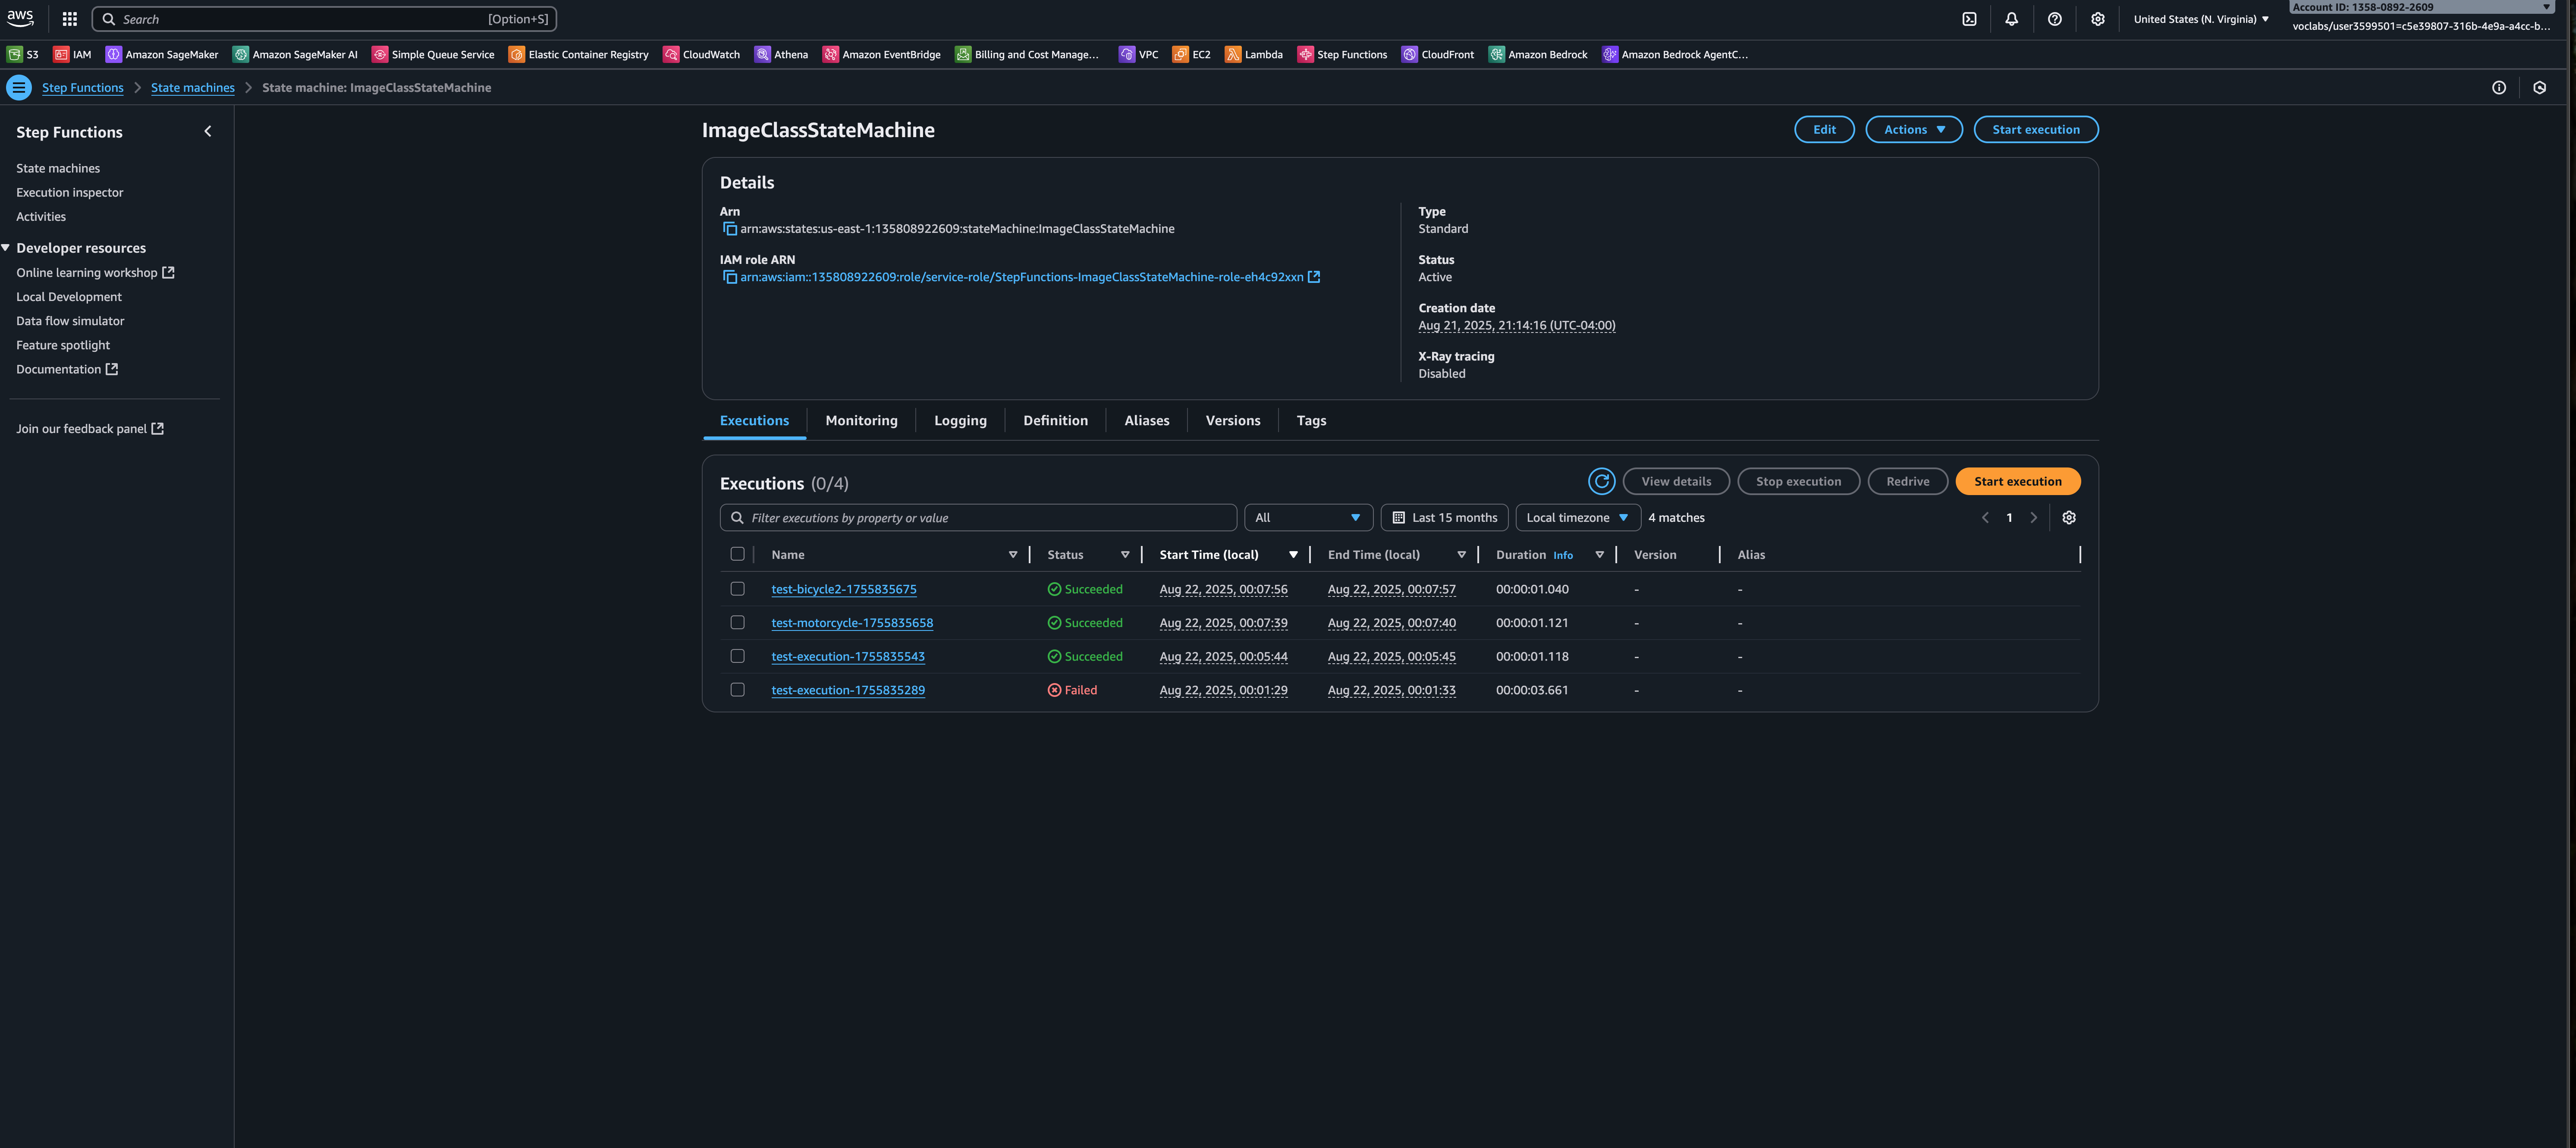 aws
Search [Option+S]
United States (N. Virginia)
Account ID: 1358-0892-2609
voclabs/user3599501=c5e39807-316b-4e9a-a4cc-b...
S3 IAM Amazon SageMaker Amazon SageMaker AI Simple Queue Service Elastic Container Registry CloudWatch Athena Amazon EventBridge Billing and Cost Manage... VPC EC2 Lambda Step Functions CloudFront Amazon Bedrock Amazon Bedrock AgentC...
Step Functions State machines State machine: ImageClassStateMachine
Step Functions
State machines
Execution inspector
Activities
Developer resources
Online learning workshop
Local Development
Data flow simulator
Feature spotlight
Documentation
Join our feedback panel
ImageClassStateMachine
Edit Actions Start execution
Details
Arn
arn:aws:states:us-east-1:135808922609:stateMachine:ImageClassStateMachine
IAM role ARN
arn:aws:iam::135808922609:role/service-role/StepFunctions-ImageClassStateMachine-role-eh4c92xxn
Type
Standard
Status
Active
Creation date
Aug 21, 2025, 21:14:16 (UTC-04:00)
X-Ray tracing
Disabled
Executions Monitoring Logging Definition Aliases Versions Tags
Executions (0/4)
View details Stop execution Redrive Start execution
Filter executions by property or value All Last 15 months Local timezone 4 matches 1
Name Status Start Time (local) End Time (local) Duration Info Version Alias
test-bicycle2-1755835675 Succeeded Aug 22, 2025, 00:07:56 Aug 22, 2025, 00:07:57 00:00:01.040 - -
test-motorcycle-1755835658 Succeeded Aug 22, 2025, 00:07:39 Aug 22, 2025, 00:07:40 00:00:01.121 - -
test-execution-1755835543 Succeeded Aug 22, 2025, 00:05:44 Aug 22, 2025, 00:05:45 00:00:01.118 - -
test-execution-1755835289 Failed Aug 22, 2025, 00:01:29 Aug 22, 2025, 00:01:33 00:00:03.661 - -